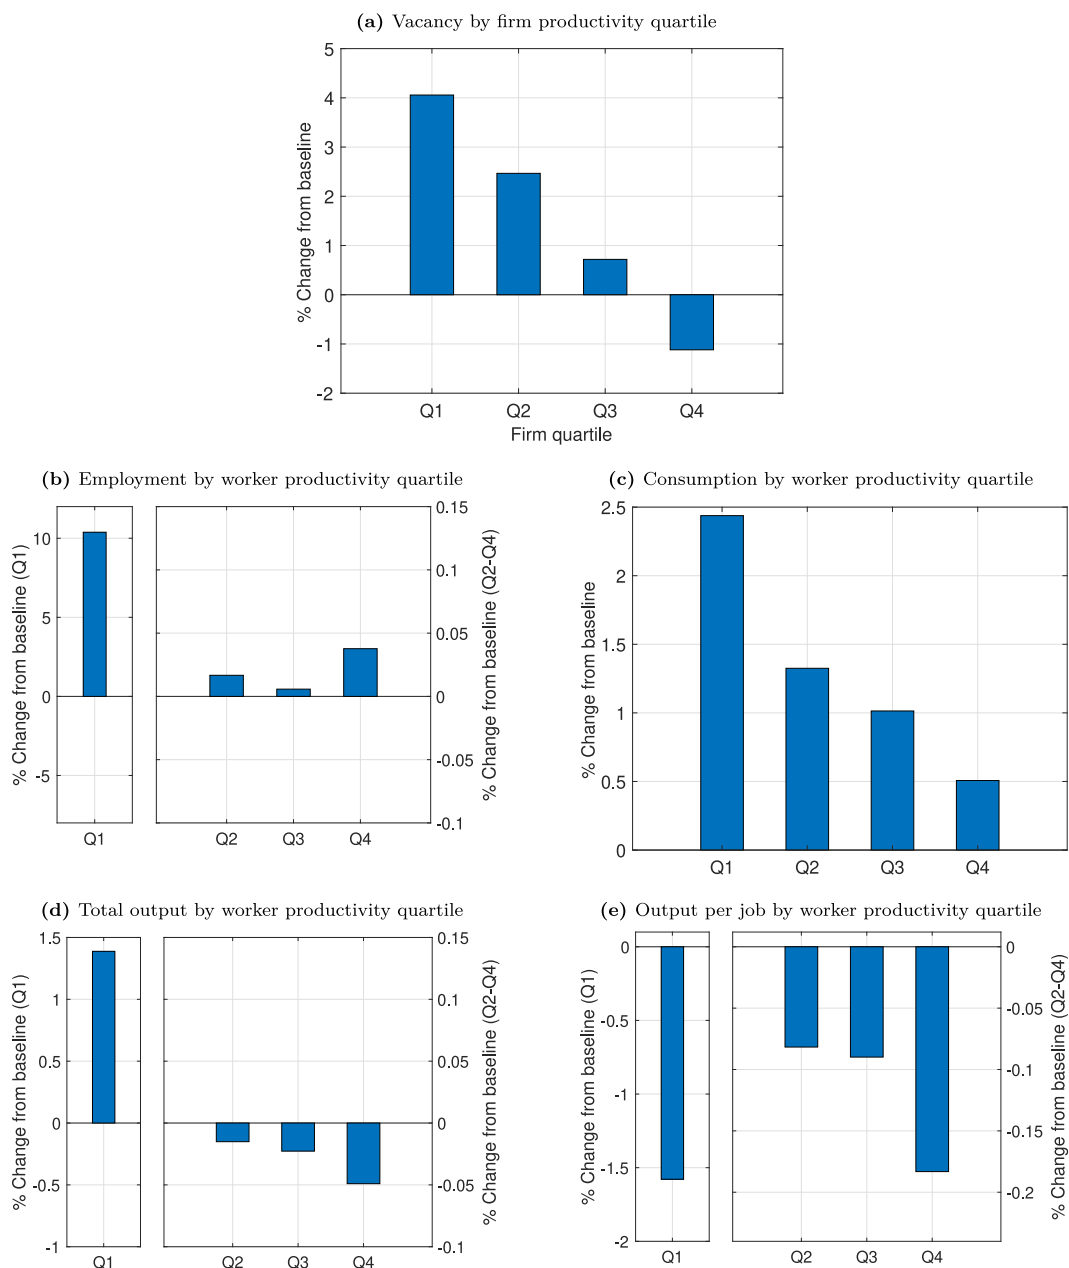 (a) Vacancy by firm productivity quartile
5
4
3
2
1
0
-1
-2
% Change from baseline
Q1 Q2 Q3 Q4
Firm quartile
(b) Employment by worker productivity quartile
10
5
0
-5
% Change from baseline (Q1)
Q1
0.15
0.1
0.05
0
-0.05
-0.1
% Change from baseline (Q2-Q4)
Q2 Q3 Q4
(c) Consumption by worker productivity quartile
2.5
2
1.5
1
0.5
0
% Change from baseline
Q1 Q2 Q3 Q4
(d) Total output by worker productivity quartile
1.5
1
0.5
0
-0.5
-1
% Change from baseline (Q1)
Q1
0.15
0.1
0.05
0
-0.05
-0.1
% Change from baseline (Q2-Q4)
Q2 Q3 Q4
(e) Output per job by worker productivity quartile
0
-0.5
-1
-1.5
-2
% Change from baseline (Q1)
Q1
0
-0.05
-0.1
-0.15
-0.2
% Change from baseline (Q2-Q4)
Q2 Q3 Q4